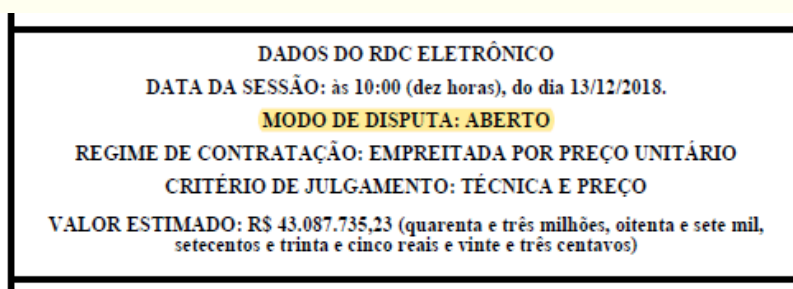 DADOS DO RDC ELETRÔNICO
DATA DA SESSÃO: às 10:00 (dez horas), do dia 13/12/2018.
MODO DE DISPUTA: ABERTO
REGIME DE CONTRATAÇÃO: EMPREITADA POR PREÇO UNITÁRIO
CRITÉRIO DE JULGAMENTO: TÉCNICA E PREÇO
VALOR ESTIMADO: R$ 43.087.735,23 (quarenta e três milhões, oitenta e sete mil,
setecentos e trinta e cinco reais e vinte e três centavos)